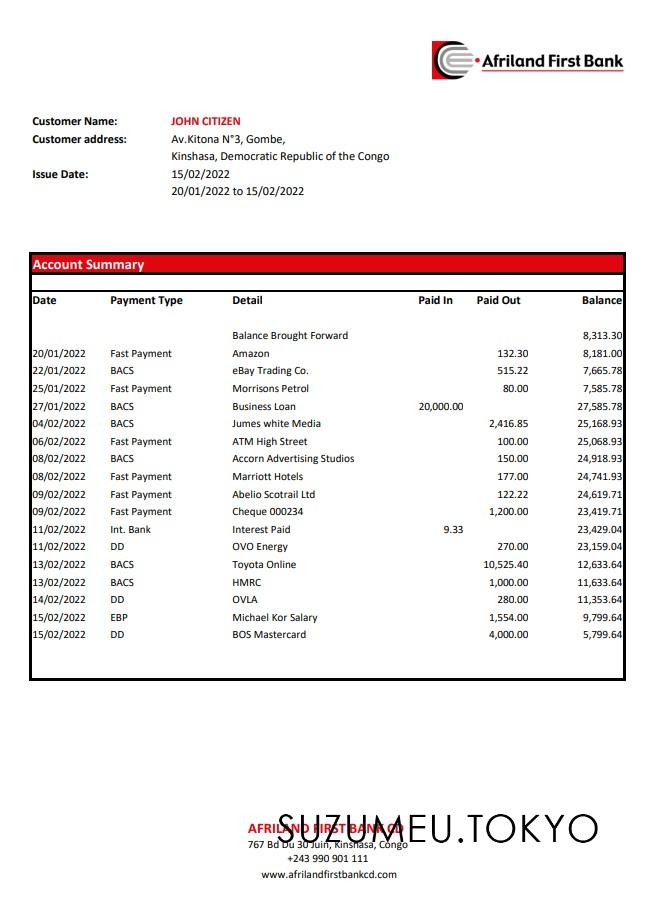 Afriland First Bank
Customer Name: JOHN CITIZEN
Customer address: Av.Kitona N°3, Gombe,
Kinshasa, Democratic Republic of the Congo
Issue Date: 15/02/2022
20/01/2022 to 15/02/2022
Account Summary
Date Payment Type Detail Paid In Paid Out Balance
Balance Brought Forward 8,313.30
20/01/2022 Fast Payment Amazon 132.30 8,181.00
22/01/2022 BACS eBay Trading Co. 515.22 7,665.78
25/01/2022 Fast Payment Morrisons Petrol 80.00 7,585.78
27/01/2022 BACS Business Loan 20,000.00 27,585.78
04/02/2022 BACS Jumes white Media 2,416.85 25,168.93
06/02/2022 Fast Payment ATM High Street 100.00 25,068.93
08/02/2022 BACS Accorn Advertising Studios 150.00 24,918.93
08/02/2022 Fast Payment Marriott Hotels 177.00 24,741.93
09/02/2022 Fast Payment Abelio Scotrail Ltd 122.22 24,619.71
09/02/2022 Fast Payment Cheque 000234 1,200.00 23,419.71
11/02/2022 Int. Bank Interest Paid 9.33 23,429.04
11/02/2022 DD OVO Energy 270.00 23,159.04
13/02/2022 BACS Toyota Online 10,525.40 12,633.64
13/02/2022 BACS HMRC 1,000.00 11,633.64
14/02/2022 DD OVLA 280.00 11,353.64
15/02/2022 EBP Michael Kor Salary 1,554.00 9,799.64
15/02/2022 DD BOS Mastercard 4,000.00 5,799.64
AFRILAND FIRST BANK CD
SUZUMEU.TOKYO
767 Bd Du 30 Juin, Kinshasa, Congo
+243 990 901 111
www.afrilandfirstbankcd.com